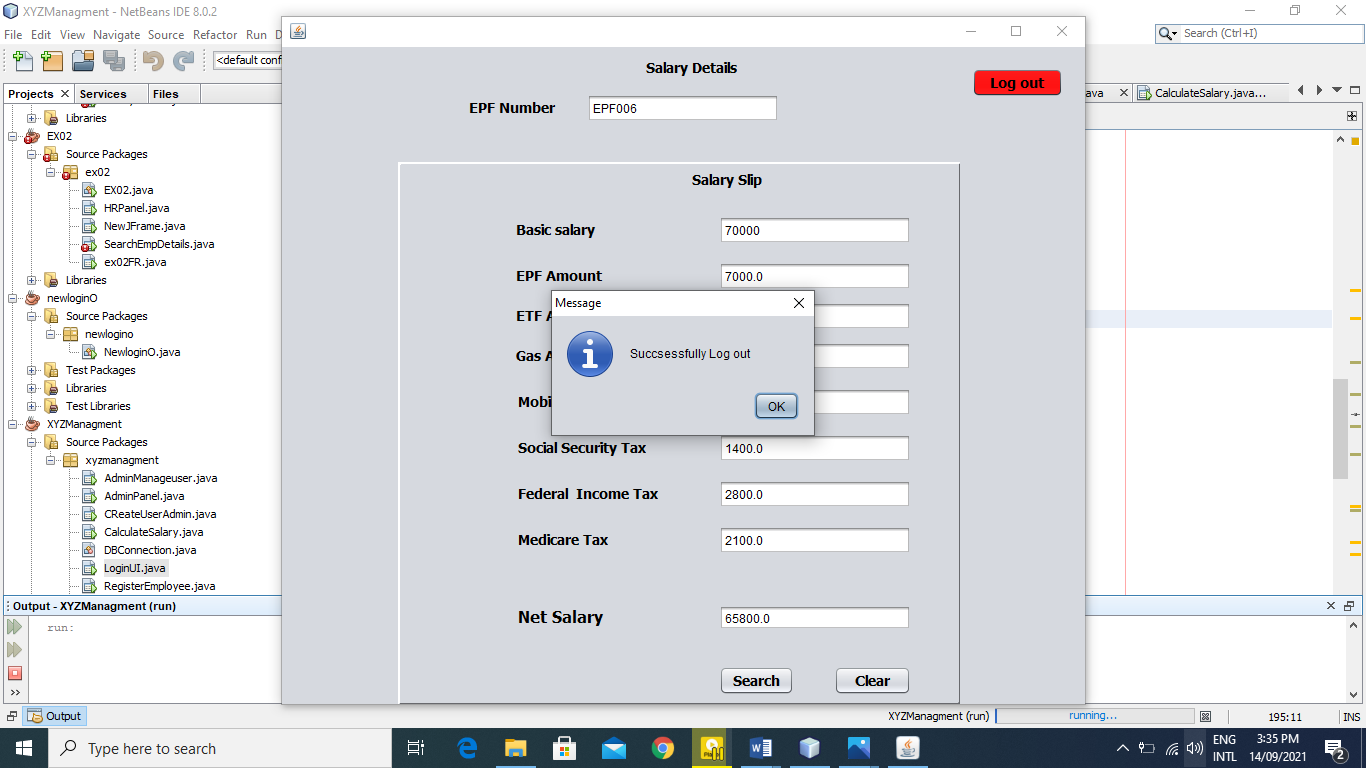 XYZManagment - NetBeans IDE 8.0.2
File Edit View Navigate Source Refactor Run
Search (Ctrl+I)
<default conf
Projects
Services
Files
ava
CalculateSalary.java...
Libraries
EX02
Source Packages
ex02
EX02.java
HRPanel.java
NewJFrame.java
SearchEmpDetails.java
ex02FR.java
Libraries
newloginO
Source Packages
newlogino
NewloginO.java
Test Packages
Libraries
Test Libraries
XYZManagment
Source Packages
xyzmanagment
AdminManageuser.java
AdminPanel.java
CReateUserAdmin.java
CalculateSalary.java
DBConnection.java
LoginUI.java
RegisterEmployee.java
Salary Details
Log out
EPF Number EPF006
Salary Slip
Basic salary 70000
EPF Amount 7000.0
ETF A
Gas A
Mobi
Message
Succsessfully Log out
OK
Social Security Tax 1400.0
Federal Income Tax 2800.0
Medicare Tax 2100.0
Net Salary 65800.0
Search Clear
Output - XYZManagment (run)
run:
Output
XYZManagment (run)
running...
195:11
INS
Type here to search
ENG
INTL
3:35 PM
14/09/2021
2